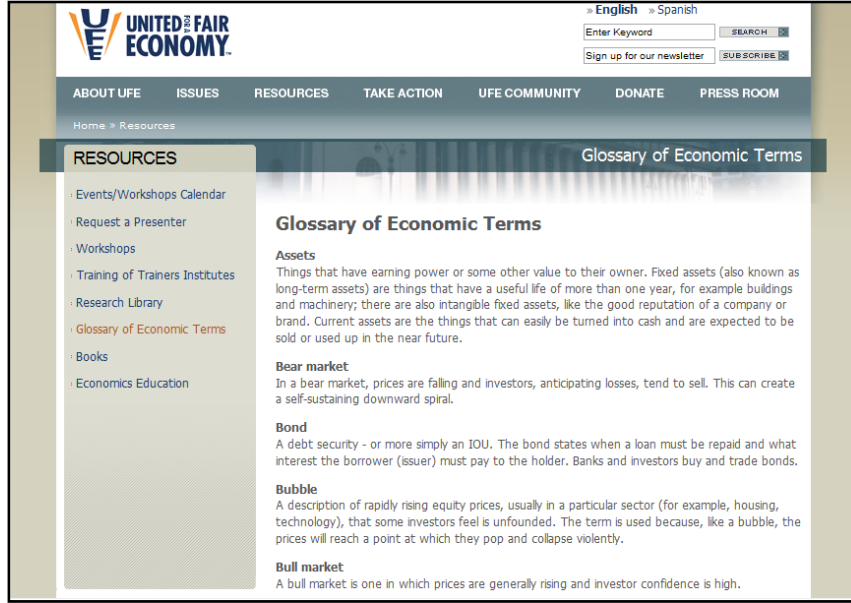 » English » Spanish
UNITED FOR A FAIR
ECONOMY™
Enter Keyword SEARCH
Sign up for our newsletter SUBSCRIBE
ABOUT UFE ISSUES RESOURCES TAKE ACTION UFE COMMUNITY DONATE PRESS ROOM
Home » Resources
RESOURCES
Glossary of Economic Terms
Events/Workshops Calendar
Request a Presenter
Workshops
Training of Trainers Institutes
Research Library
Glossary of Economic Terms
Books
Economics Education
Glossary of Economic Terms
Assets
Things that have earning power or some other value to their owner. Fixed assets (also known as
long-term assets) are things that have a useful life of more than one year, for example buildings
and machinery; there are also intangible fixed assets, like the good reputation of a company or
brand. Current assets are the things that can easily be turned into cash and are expected to be
sold or used up in the near future.
Bear market
In a bear market, prices are falling and investors, anticipating losses, tend to sell. This can create
a self-sustaining downward spiral.
Bond
A debt security - or more simply an IOU. The bond states when a loan must be repaid and what
interest the borrower (issuer) must pay to the holder. Banks and investors buy and trade bonds.
Bubble
A description of rapidly rising equity prices, usually in a particular sector (for example, housing,
technology), that some investors feel is unfounded. The term is used because, like a bubble, the
prices will reach a point at which they pop and collapse violently.
Bull market
A bull market is one in which prices are generally rising and investor confidence is high.